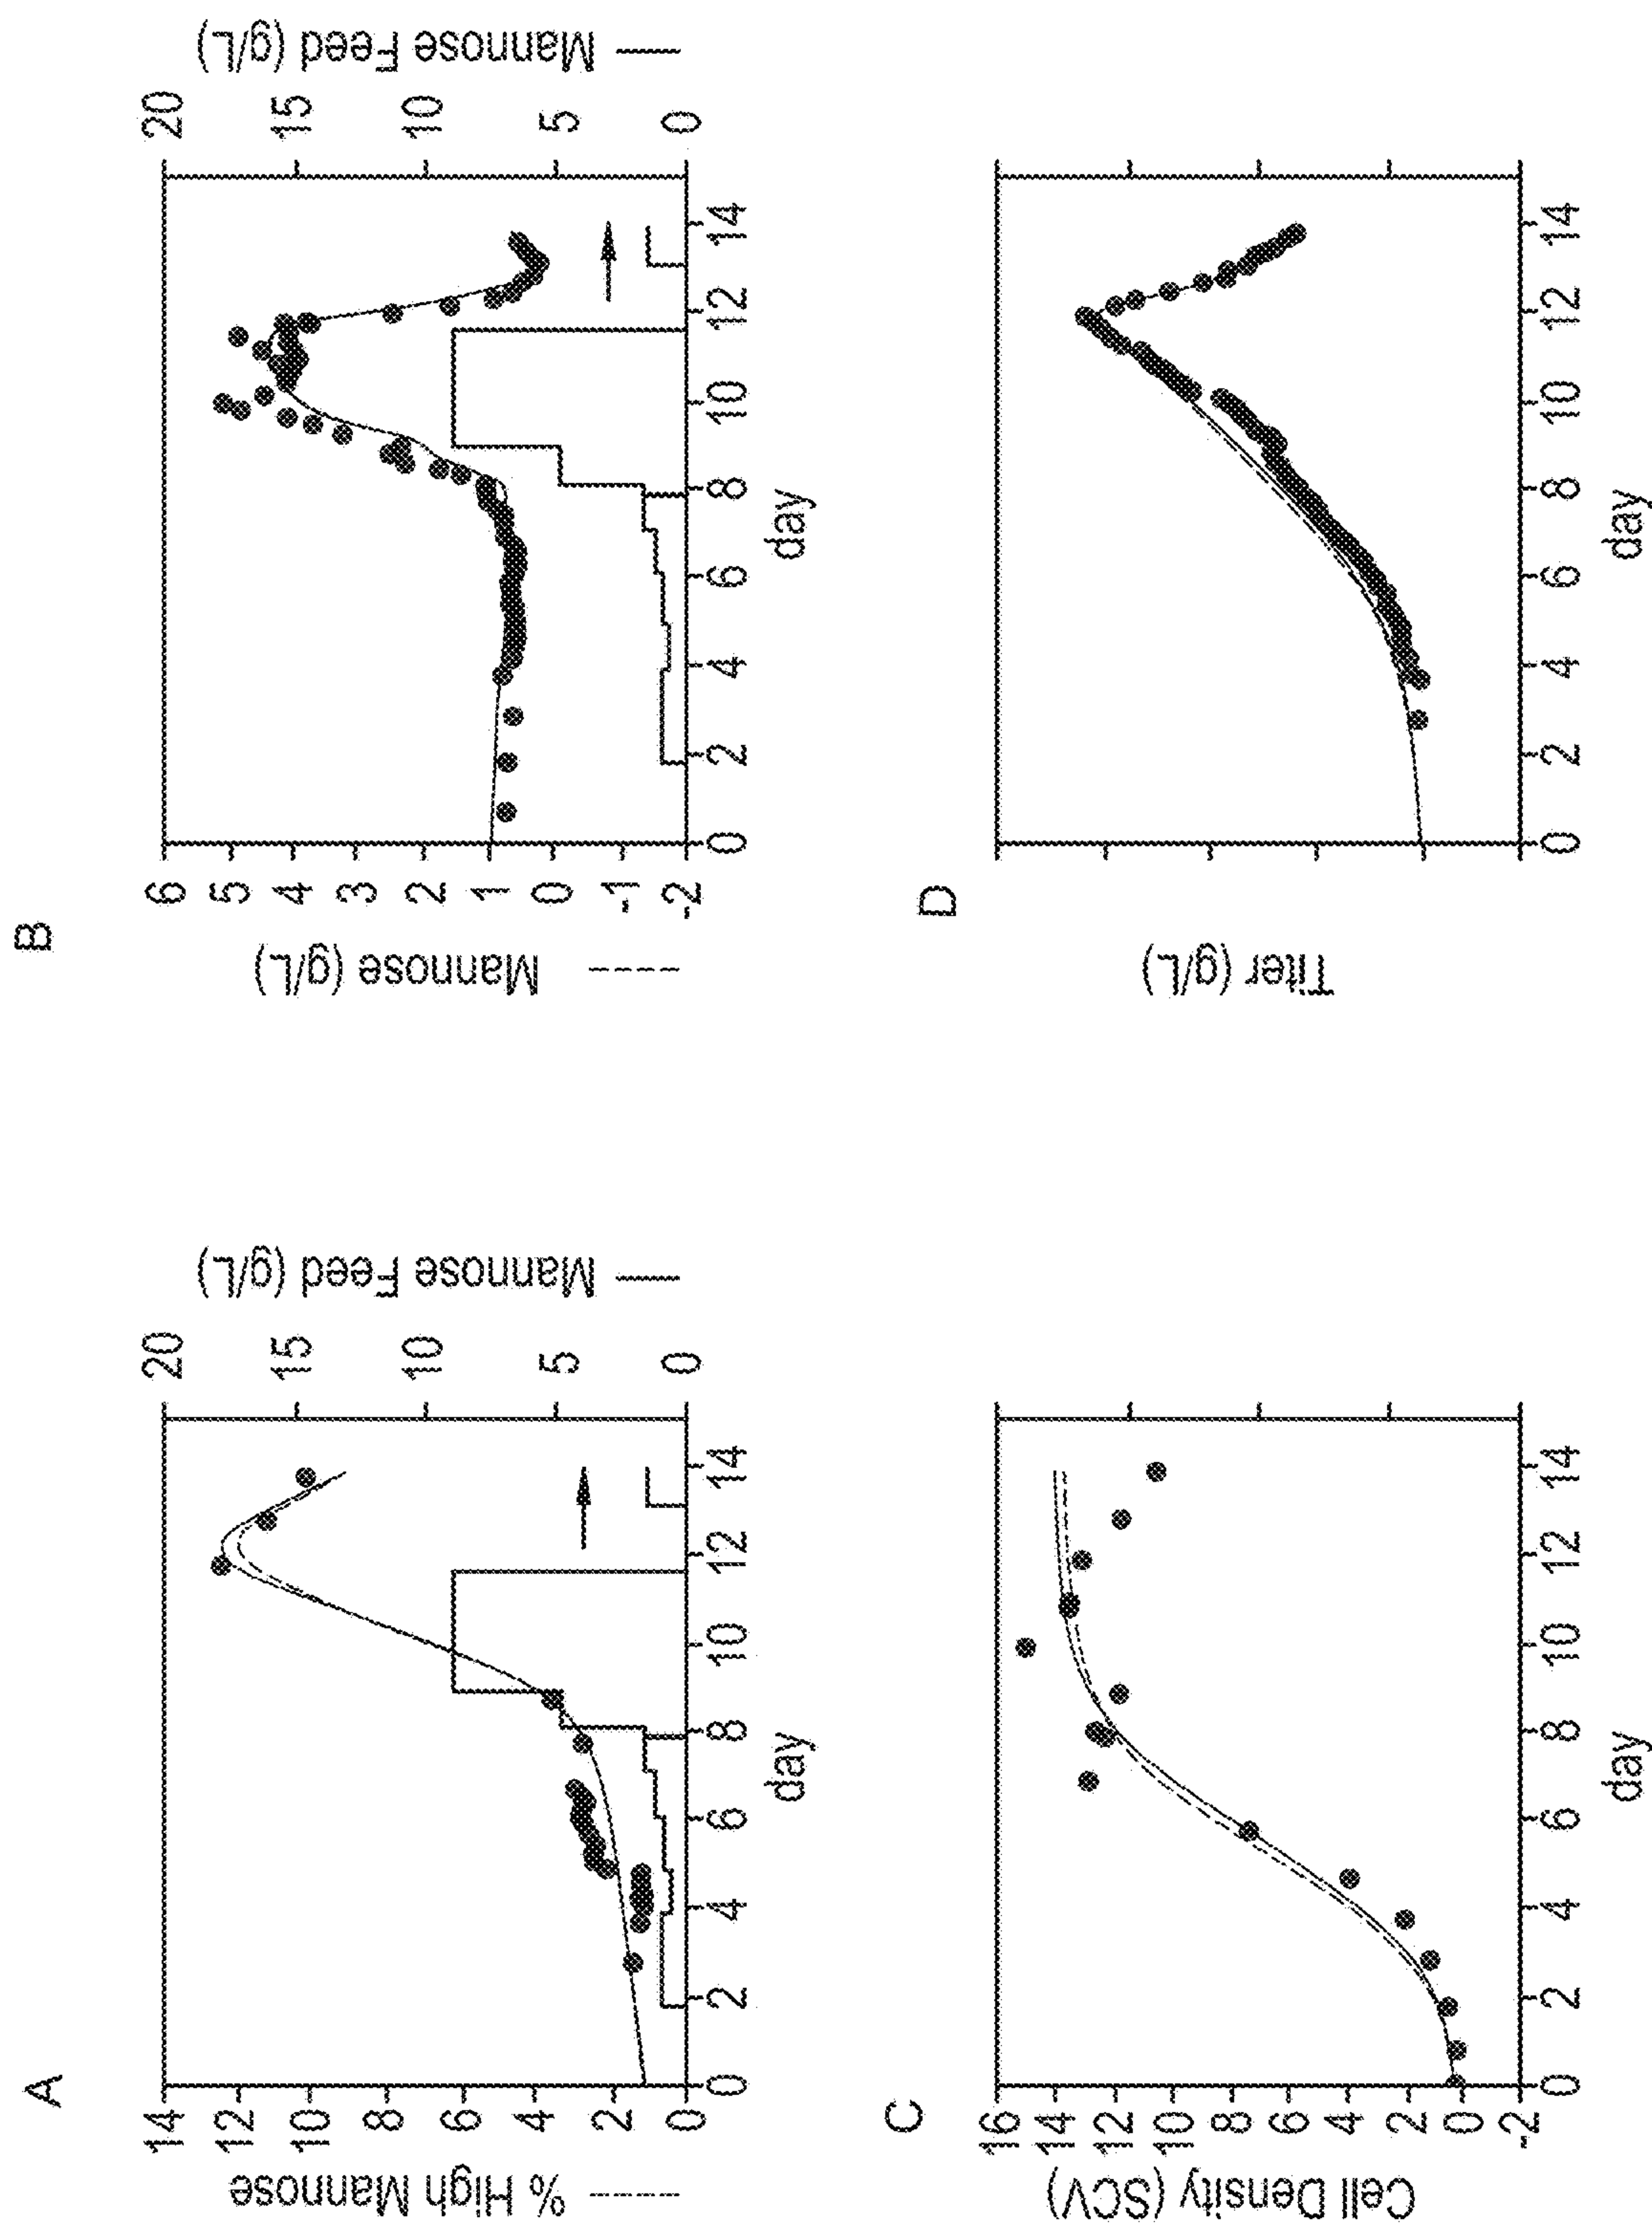 A
14
12
10
8
6
4
2
0
---- % High Mannose
20
15
10
5
0
— Mannose Feed (g/L)
0 2 4 6 8 10 12 14
day
B
6
5
4
3
2
1
0
-1
-2
---- Mannose (g/L)
20
15
10
5
0
— Mannose Feed (g/L)
0 2 4 6 8 10 12 14
day
C
16
14
12
10
8
6
4
2
0
-2
Cell Density (SCV)
0 2 4 6 8 10 12 14
day
D
Titer (g/L)
0 2 4 6 8 10 12 14
day